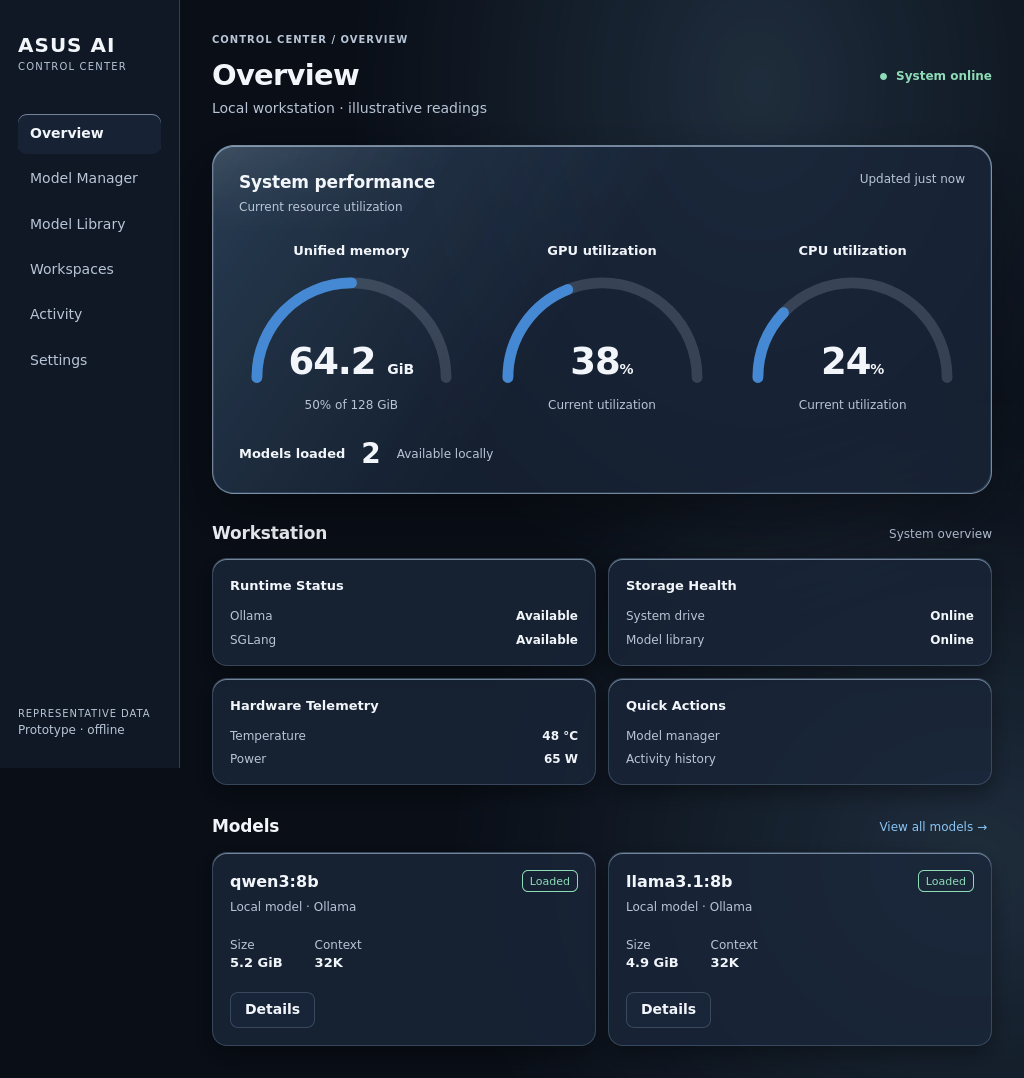 ASUS AI
CONTROL CENTER
Overview
Model Manager
Model Library
Workspaces
Activity
Settings
REPRESENTATIVE DATA
Prototype · offline
CONTROL CENTER / OVERVIEW
Overview
Local workstation · illustrative readings
● System online
System performance
Updated just now
Current resource utilization
Unified memory
64.2 GiB
50% of 128 GiB
GPU utilization
38%
Current utilization
CPU utilization
24%
Current utilization
Models loaded 2 Available locally
Workstation
System overview
Runtime Status
Ollama Available
SGLang Available
Storage Health
System drive Online
Model library Online
Hardware Telemetry
Temperature 48 °C
Power 65 W
Quick Actions
Model manager
Activity history
Models
View all models →
qwen3:8b Loaded
Local model · Ollama
Size Context
5.2 GiB 32K
Details
llama3.1:8b Loaded
Local model · Ollama
Size Context
4.9 GiB 32K
Details